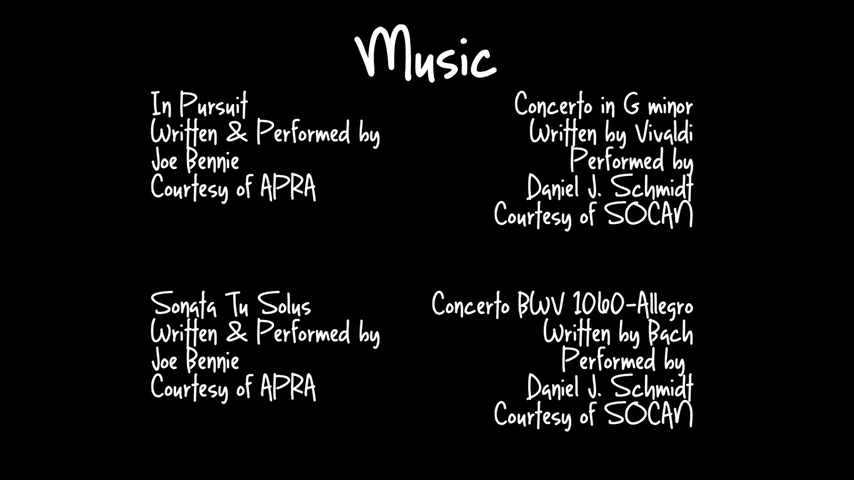 Music
In Pursuit
Written & Performed by
Joe Bennie
Courtesy of APRA
Concerto in G minor
Written by Vivaldi
Performed by
Daniel J. Schmidt
Courtesy of SOCAN
Sonata Tu Solus
Written & Performed by
Joe Bennie
Courtesy of APRA
Concerto BWV 1060-Allegro
Written by Bach
Performed by
Daniel J. Schmidt
Courtesy of SOCAN